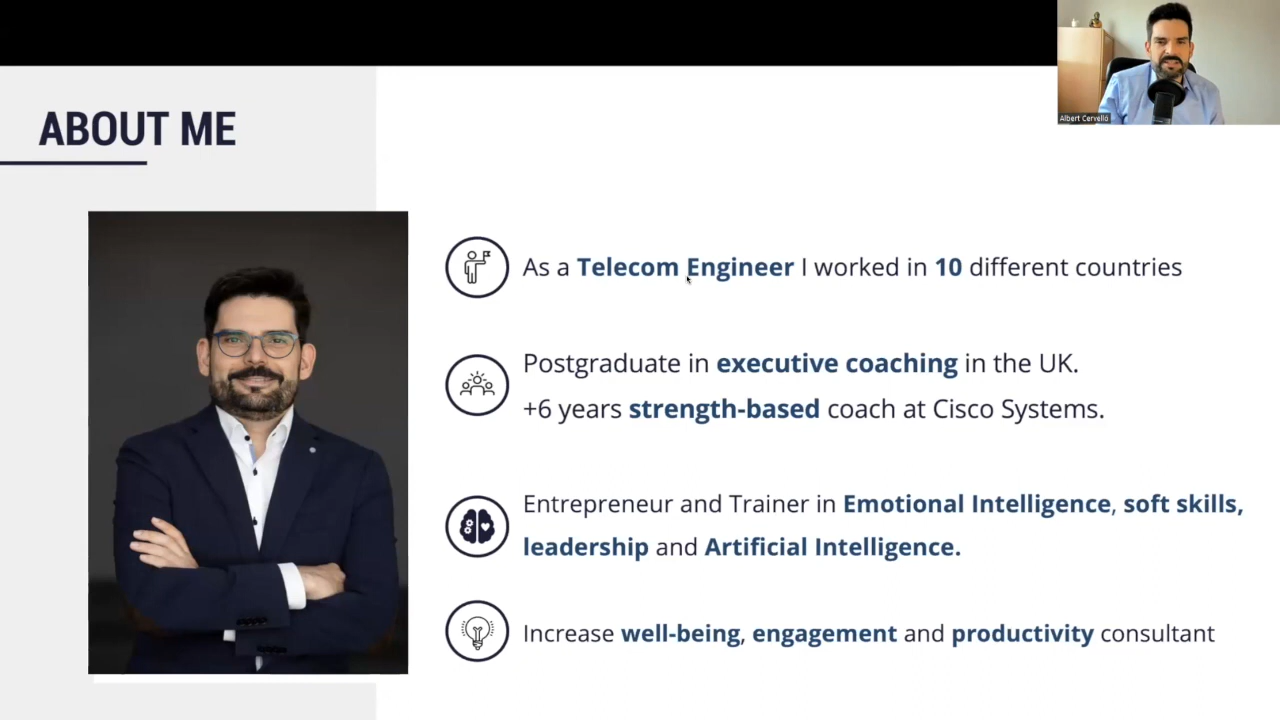 ABOUT ME
Albert Cervelló
As a Telecom Engineer I worked in 10 different countries
Postgraduate in executive coaching in the UK.
+6 years strength-based coach at Cisco Systems.
Entrepreneur and Trainer in Emotional Intelligence, soft skills,
leadership and Artificial Intelligence.
Increase well-being, engagement and productivity consultant